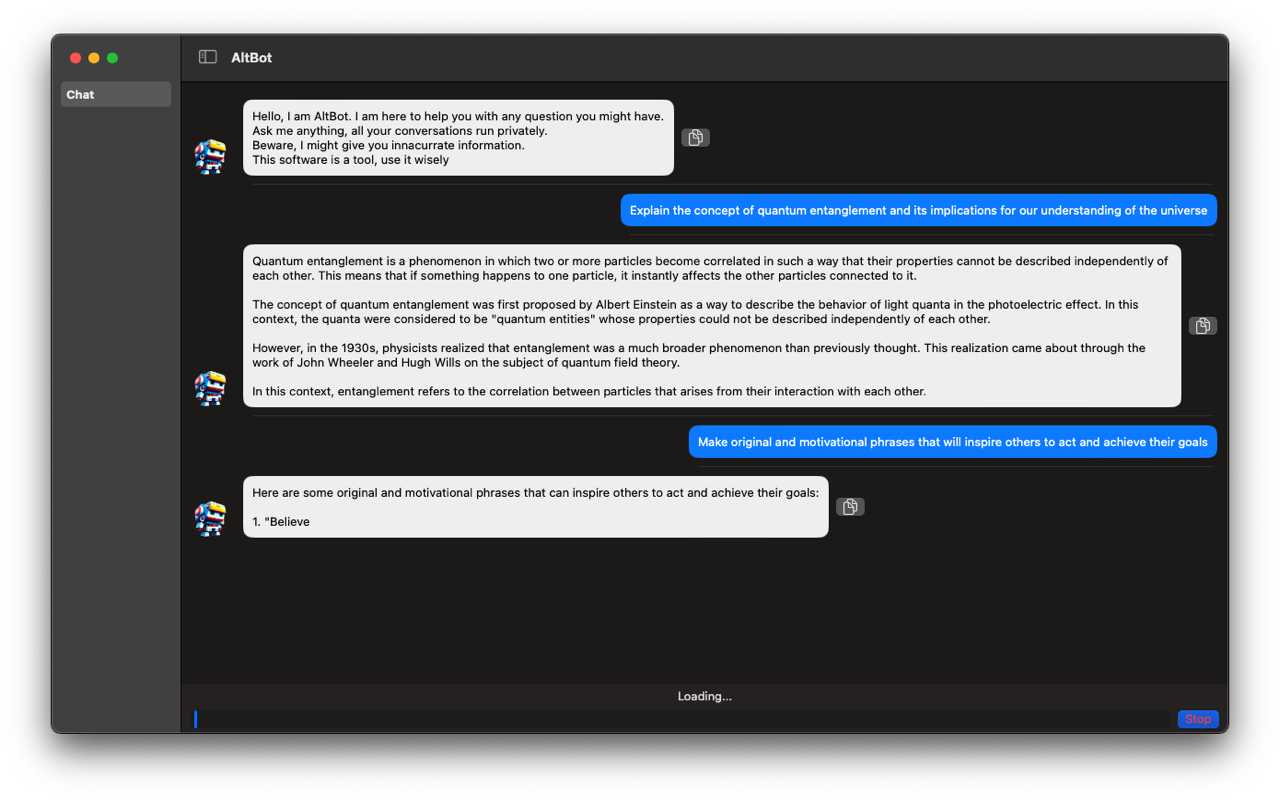 AltBot
Chat
Hello, I am AltBot. I am here to help you with any question you might have.
Ask me anything, all your conversations run privately.
Beware, I might give you innacurrate information.
This software is a tool, use it wisely
Explain the concept of quantum entanglement and its implications for our understanding of the universe
Quantum entanglement is a phenomenon in which two or more particles become correlated in such a way that their properties cannot be described independently of
each other. This means that if something happens to one particle, it instantly affects the other particles connected to it.
The concept of quantum entanglement was first proposed by Albert Einstein as a way to describe the behavior of light quanta in the photoelectric effect. In this
context, the quanta were considered to be "quantum entities" whose properties could not be described independently of each other.
However, in the 1930s, physicists realized that entanglement was a much broader phenomenon than previously thought. This realization came about through the
work of John Wheeler and Hugh Wills on the subject of quantum field theory.
In this context, entanglement refers to the correlation between particles that arises from their interaction with each other.
Make original and motivational phrases that will inspire others to act and achieve their goals
Here are some original and motivational phrases that can inspire others to act and achieve their goals:
1. "Believe
Loading...
Stop